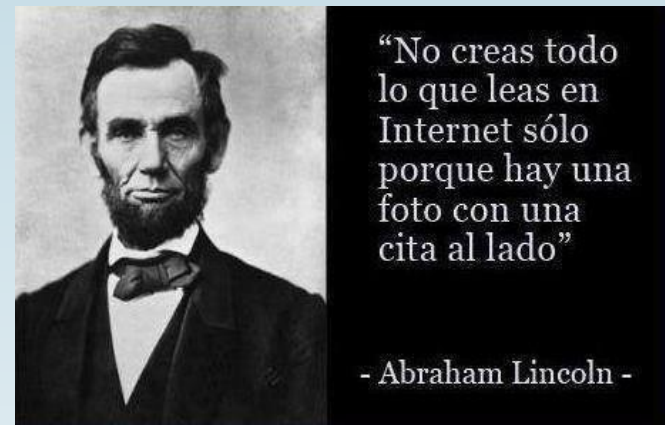 “No creas todo
lo que leas en
Internet sólo
porque hay una
foto con una
cita al lado”
- Abraham Lincoln -